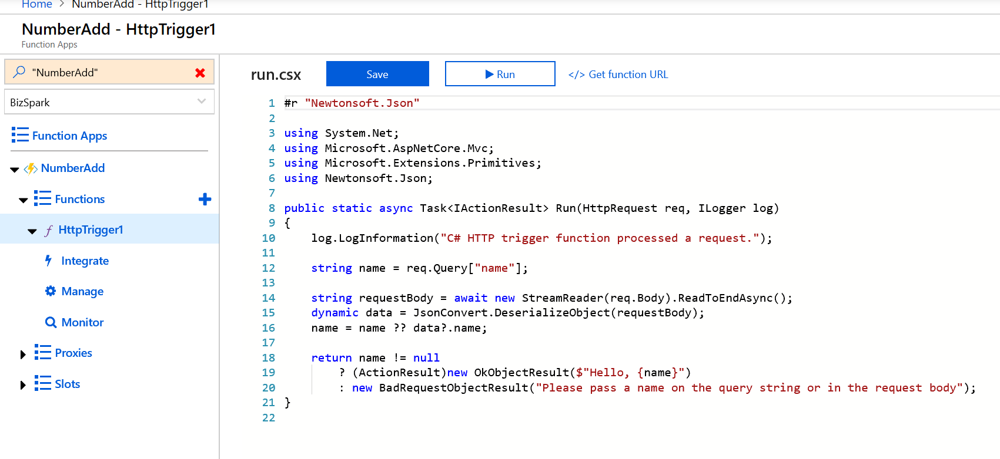 Home > NumberAdd - HttpTrigger1
NumberAdd - HttpTrigger1
Function Apps
"NumberAdd"
BizSpark
Function Apps
NumberAdd
Functions
HttpTrigger1
Integrate
Manage
Monitor
Proxies
Slots
run.csx Save Run </> Get function URL
1 #r "Newtonsoft.Json"
2
3 using System.Net;
4 using Microsoft.AspNetCore.Mvc;
5 using Microsoft.Extensions.Primitives;
6 using Newtonsoft.Json;
7
8 public static async Task<IActionResult> Run(HttpRequest req, ILogger log)
9 {
10     log.LogInformation("C# HTTP trigger function processed a request.");
11
12     string name = req.Query["name"];
13
14     string requestBody = await new StreamReader(req.Body).ReadToEndAsync();
15     dynamic data = JsonConvert.DeserializeObject(requestBody);
16     name = name ?? data?.name;
17
18     return name != null
19         ? (ActionResult)new OkObjectResult($"Hello, {name}")
20         : new BadRequestObjectResult("Please pass a name on the query string or in the request body");
21 }
22